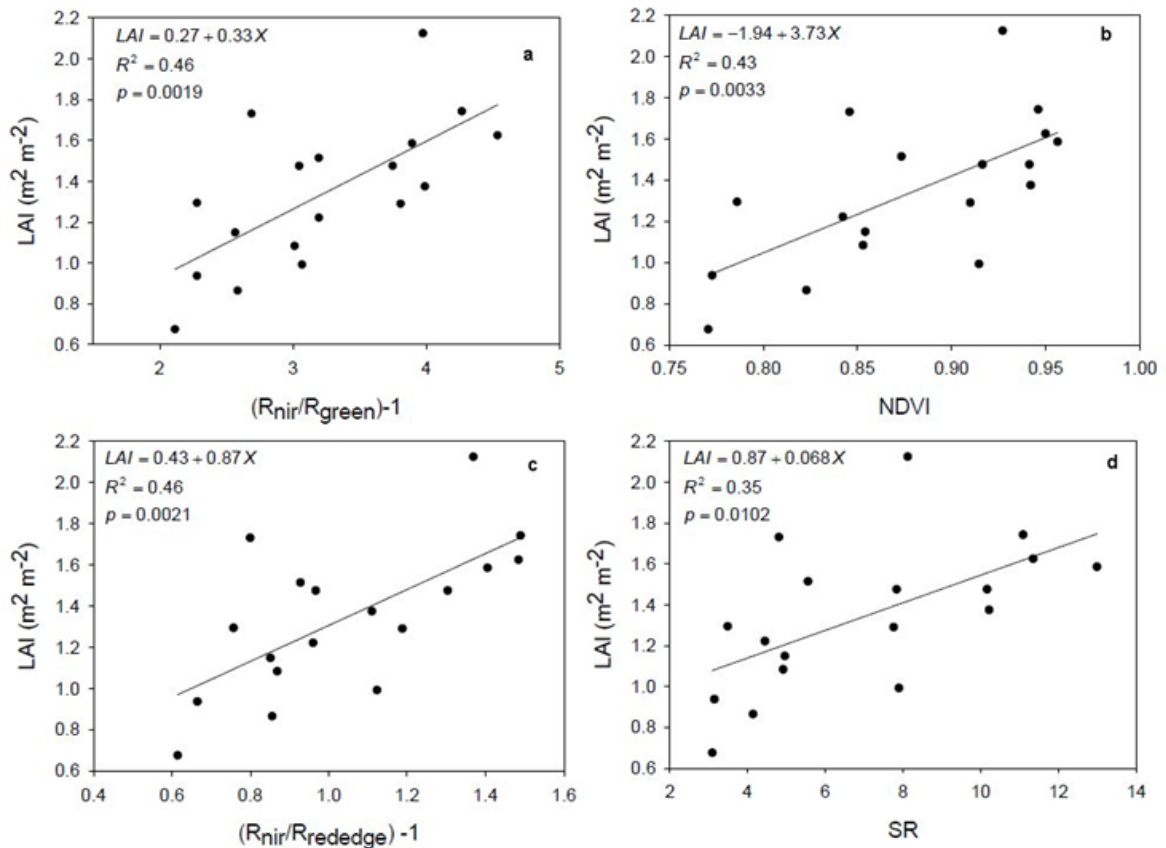 LAI = 0.27 + 0.33X
R² = 0.46
p = 0.0019
a
2.2
2.0
1.8
1.6
1.4
1.2
1.0
0.8
0.6
LAI (m² m⁻²)
2 3 4 5
(Rnir/Rgreen)-1
LAI = −1.94 + 3.73X
R² = 0.43
p = 0.0033
b
2.2
2.0
1.8
1.6
1.4
1.2
1.0
0.8
0.6
LAI (m² m⁻²)
0.75 0.80 0.85 0.90 0.95 1.00
NDVI
LAI = 0.43 + 0.87X
R² = 0.46
p = 0.0021
c
2.2
2.0
1.8
1.6
1.4
1.2
1.0
0.8
0.6
LAI (m² m⁻²)
0.4 0.6 0.8 1.0 1.2 1.4 1.6
(Rnir/Rrededge) -1
LAI = 0.87 + 0.068X
R² = 0.35
p = 0.0102
d
2.2
2.0
1.8
1.6
1.4
1.2
1.0
0.8
0.6
LAI (m² m⁻²)
2 4 6 8 10 12 14
SR